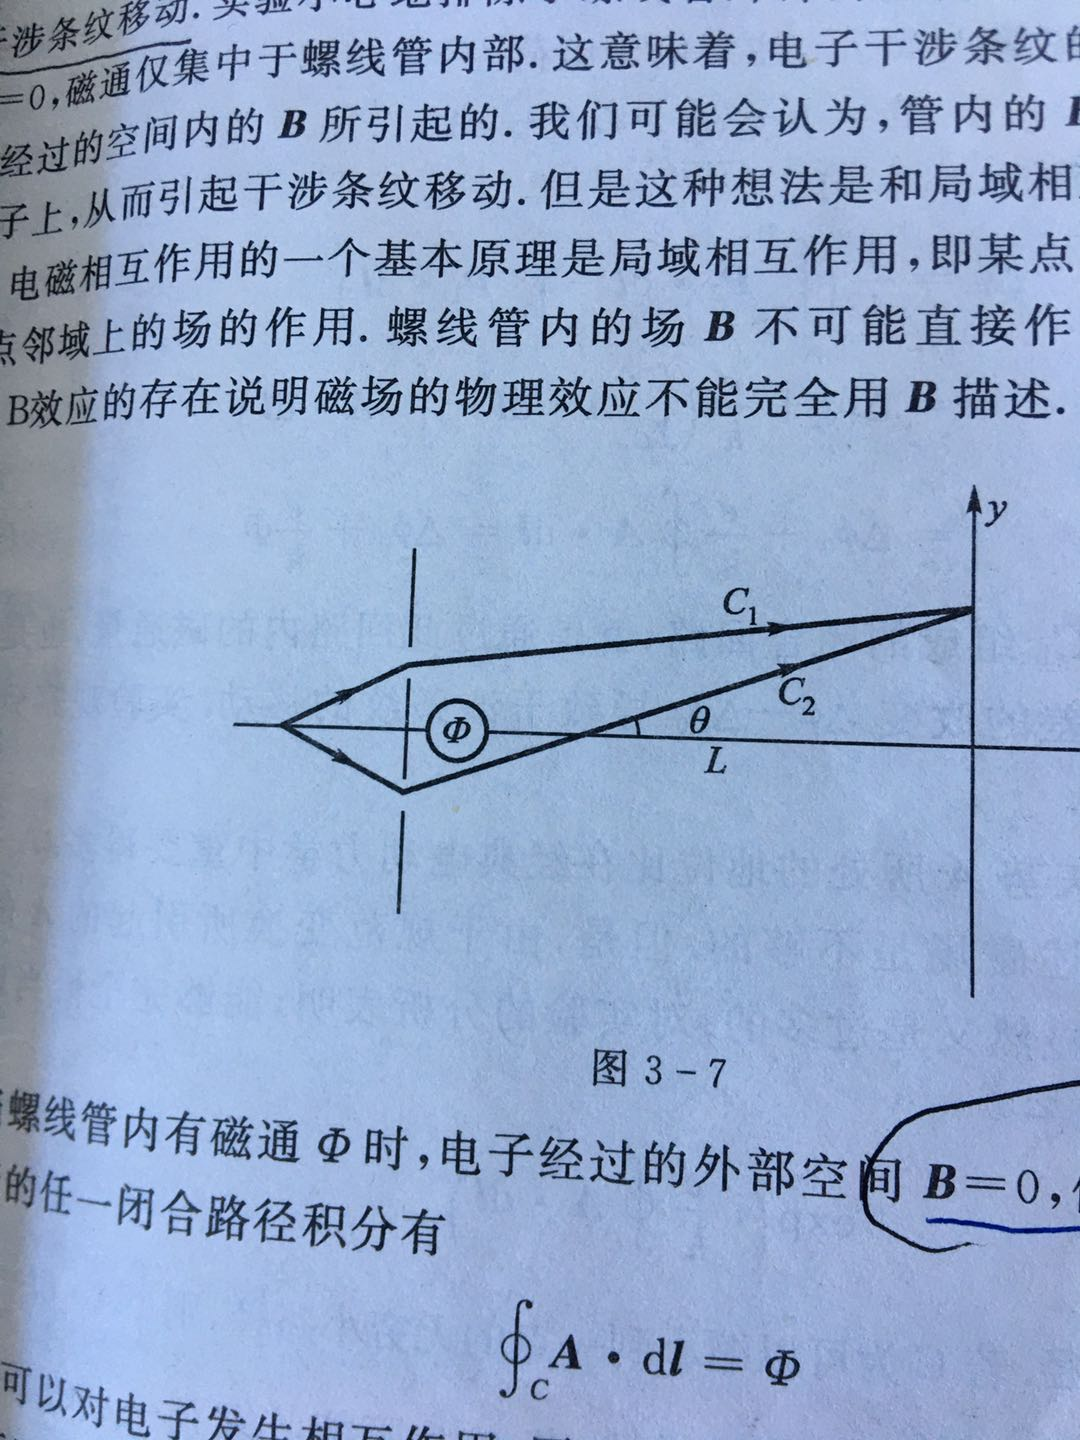 干涉条纹移动. 实验
=0,磁通仅集中于螺线管内部. 这意味着,电子干涉条纹的
经过的空间内的 B 所引起的. 我们可能会认为,管内的 B
子上,从而引起干涉条纹移动. 但是这种想法是和局域相
电磁相互作用的一个基本原理是局域相互作用,即某点
点邻域上的场的作用. 螺线管内的场 B 不可能直接作
B效应的存在说明磁场的物理效应不能完全用 B 描述.
y
C₁
C₂
Φ
θ
L
图 3-7
螺线管内有磁通 Φ 时,电子经过的外部空间 B=0,
的任一闭合路径积分有
∮_C A · dl = Φ
可以对电子发生相互作用